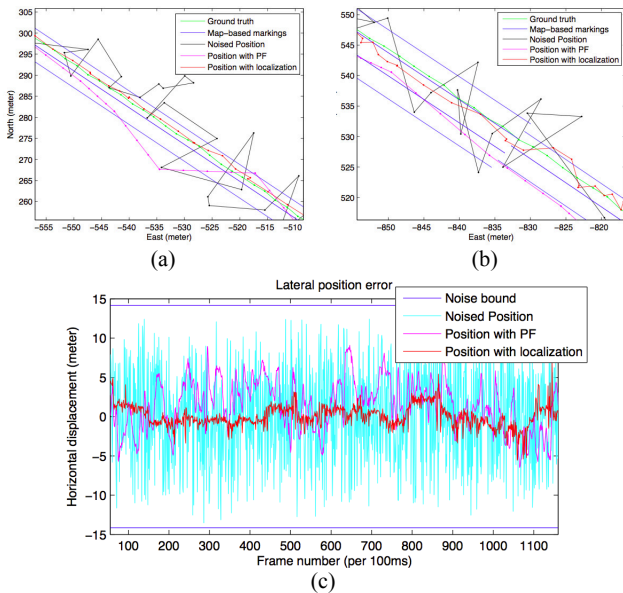 Ground truth
Map-based markings
Noised Position
Position with PF
Position with localization
North (meter)
300
295
290
285
280
275
270
265
260
-555 -550 -545 -540 -535 -530 -525 -520 -515 -510
East (meter)
(a)
Ground truth
Map-based markings
Noised Position
Position with PF
Position with localization
550
545
540
535
530
525
520
-850 -845 -840 -835 -830 -825 -820
East (meter)
(b)
Lateral position error
Noise bound
Noised Position
Position with PF
Position with localization
Horizontal displacement (meter)
15
10
5
0
-5
-10
-15
100 200 300 400 500 600 700 800 900 1000 1100
Frame number (per 100ms)
(c)